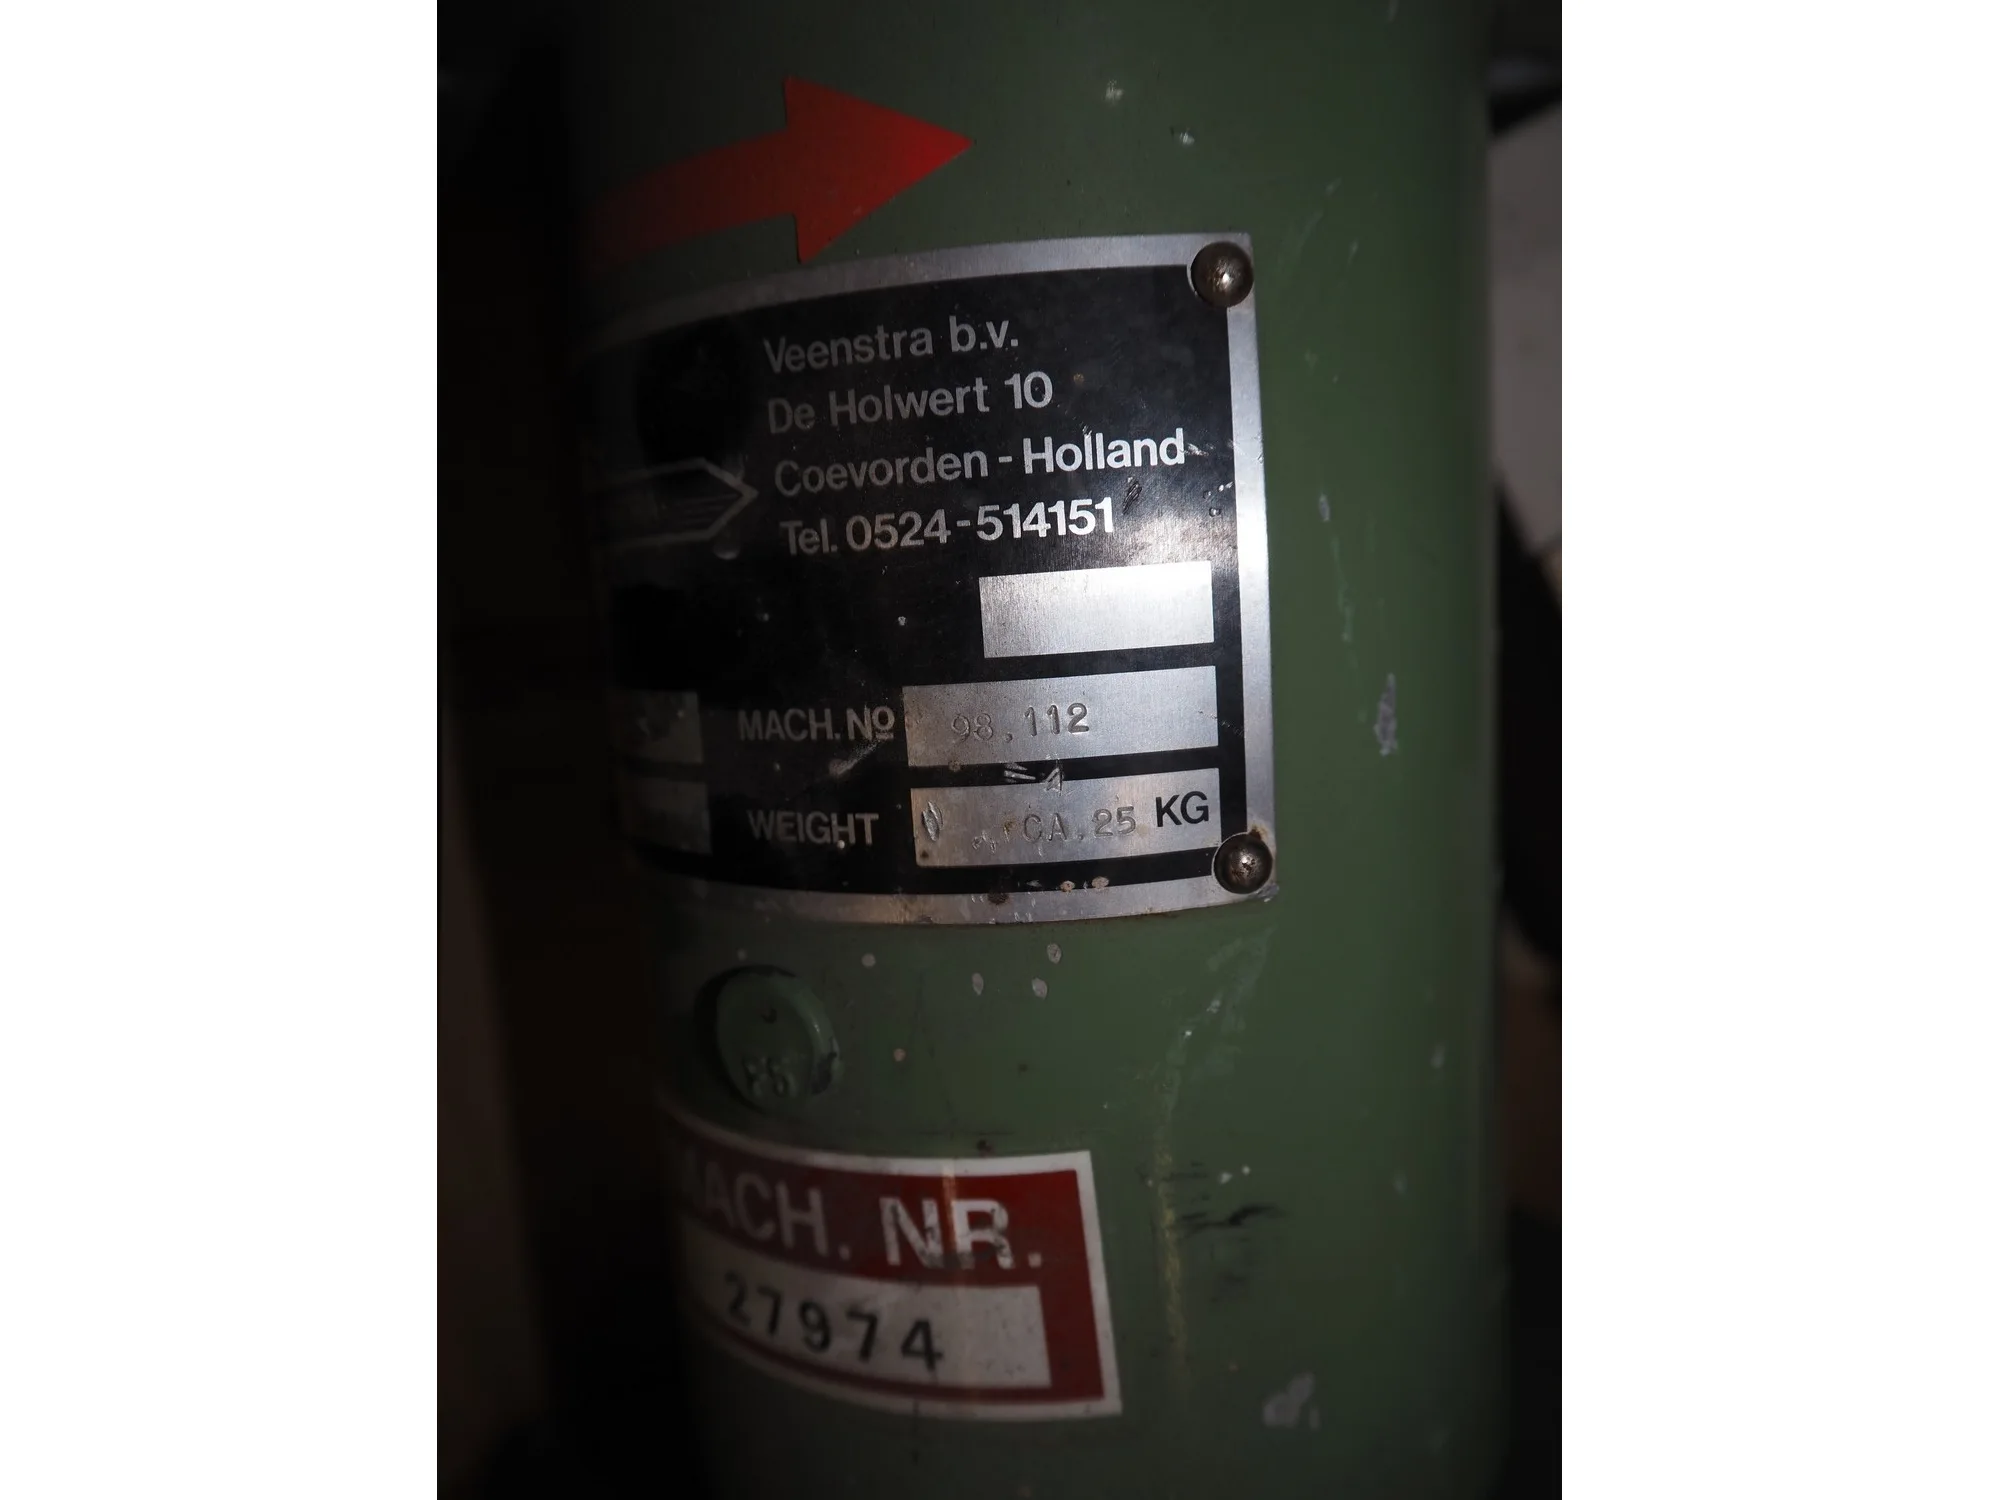 Veenstra b.v.
De Holwert 10
Coevorden - Holland
Tel. 0524-514151
MACH. No 98.112
WEIGHT CA. 25 KG
MACH. NR.
27974